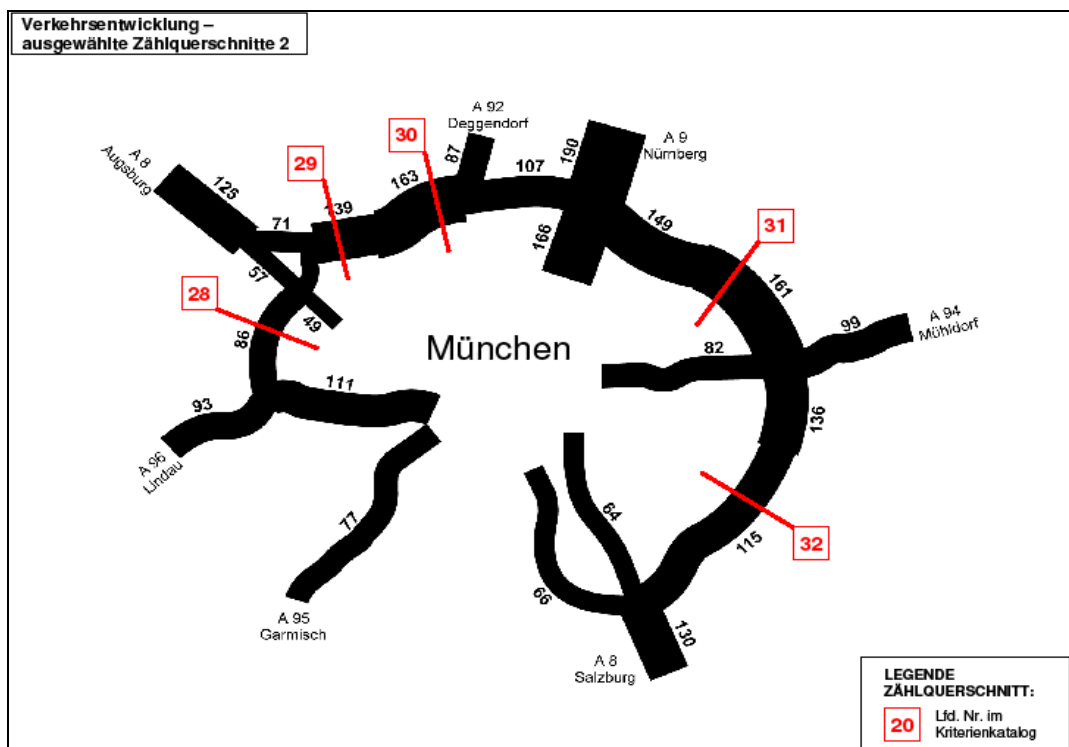 Verkehrsentwicklung –
ausgewählte Zählquerschnitte 2
A 92
Deggendorf
30
87
190
A 9
Nürnberg
107
29
163
A 8
Augsburg
125
139
71
166
149
31
57
161
28
49
A 94
Mühldorf
99
86
München
82
111
93
136
A 96
Lindau
77
64
32
115
66
A 95
Garmisch
130
A 8
Salzburg
LEGENDE
ZÄHLQUERSCHNITT:
20
Lfd. Nr. im
Kriterienkatalog